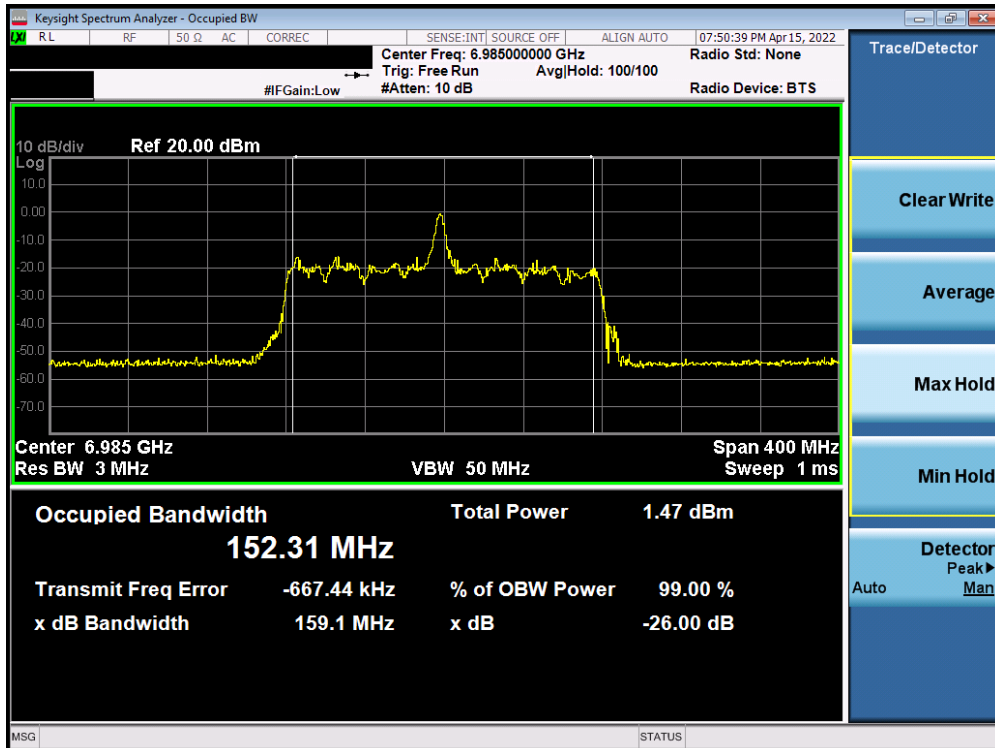 Keysight Spectrum Analyzer - Occupied BW
LXI RL RF 50 Ω AC CORREC SENSE:INT SOURCE OFF ALIGN AUTO 07:50:39 PM Apr 15, 2022
Center Freq: 6.985000000 GHz Radio Std: None
Trig: Free Run Avg|Hold: 100/100
#IFGain:Low #Atten: 10 dB Radio Device: BTS
10 dB/div Ref 20.00 dBm
Log
10.0
0.00
-10.0
-20.0
-30.0
-40.0
-50.0
-60.0
-70.0
Center 6.985 GHz Span 400 MHz
Res BW 3 MHz VBW 50 MHz Sweep 1 ms
Occupied Bandwidth Total Power 1.47 dBm
152.31 MHz
Transmit Freq Error -667.44 kHz % of OBW Power 99.00 %
x dB Bandwidth 159.1 MHz x dB -26.00 dB
MSG STATUS
Trace/Detector
Clear Write
Average
Max Hold
Min Hold
Detector
Peak▶
Auto Man